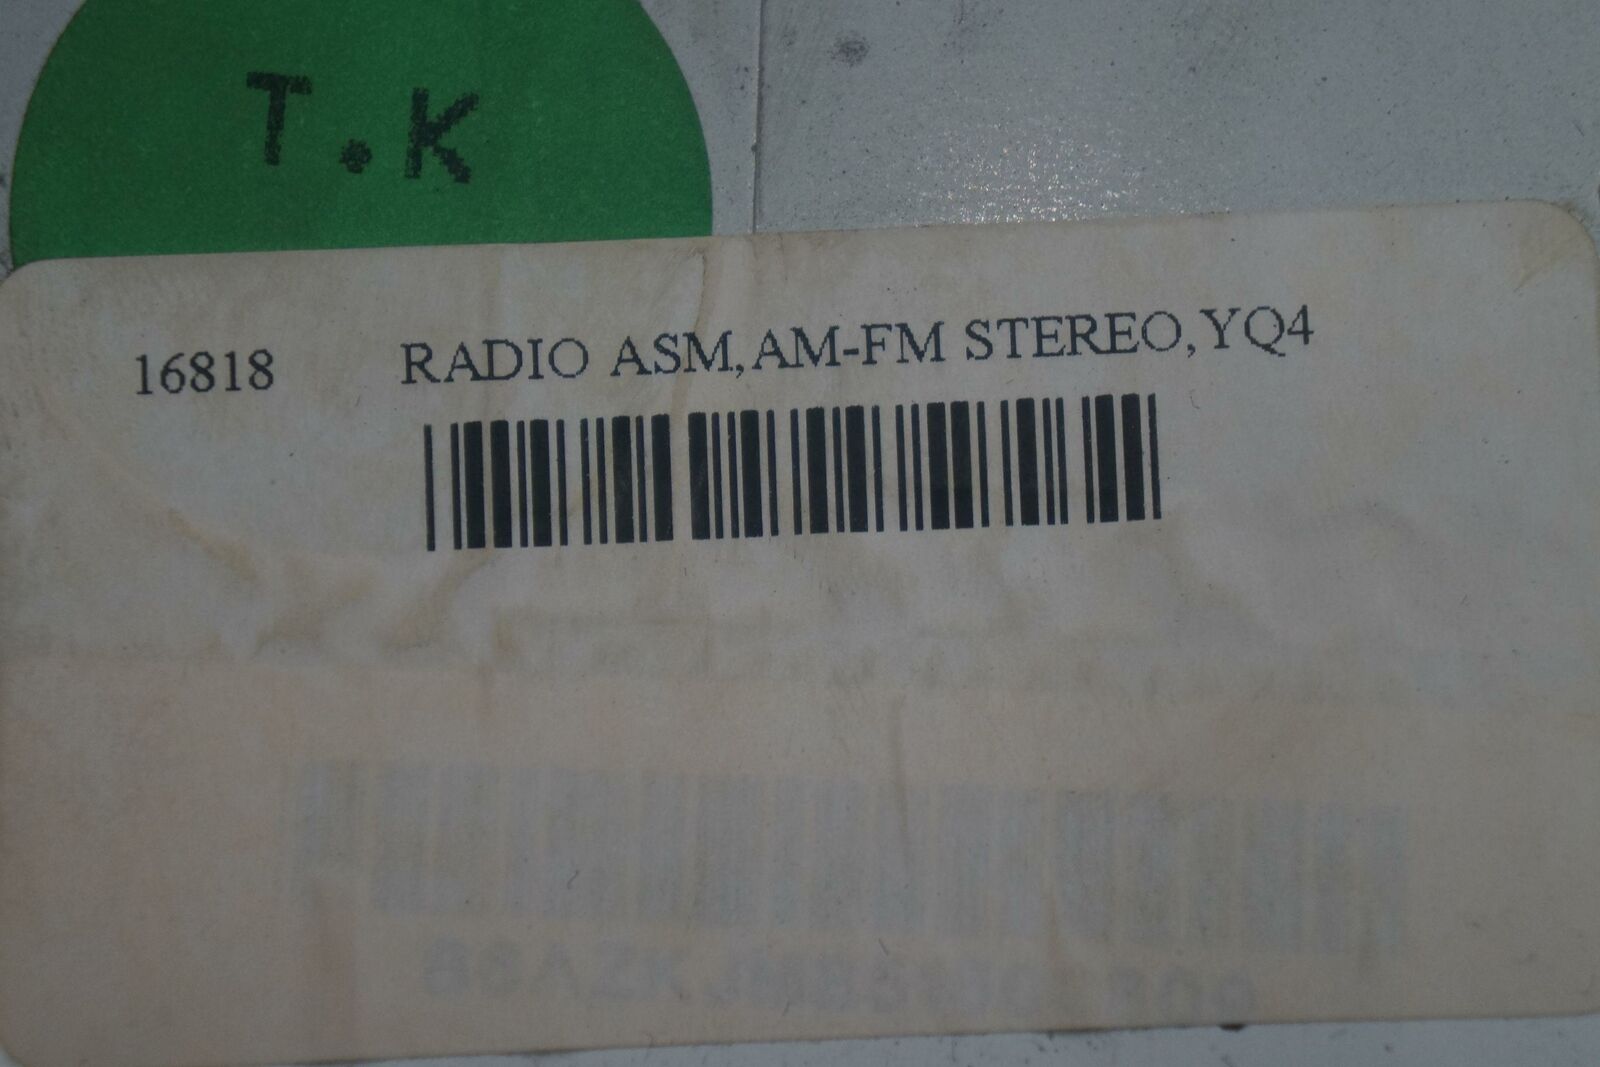 T.K
16818 RADIO ASM,AM-FM STEREO,YQ4